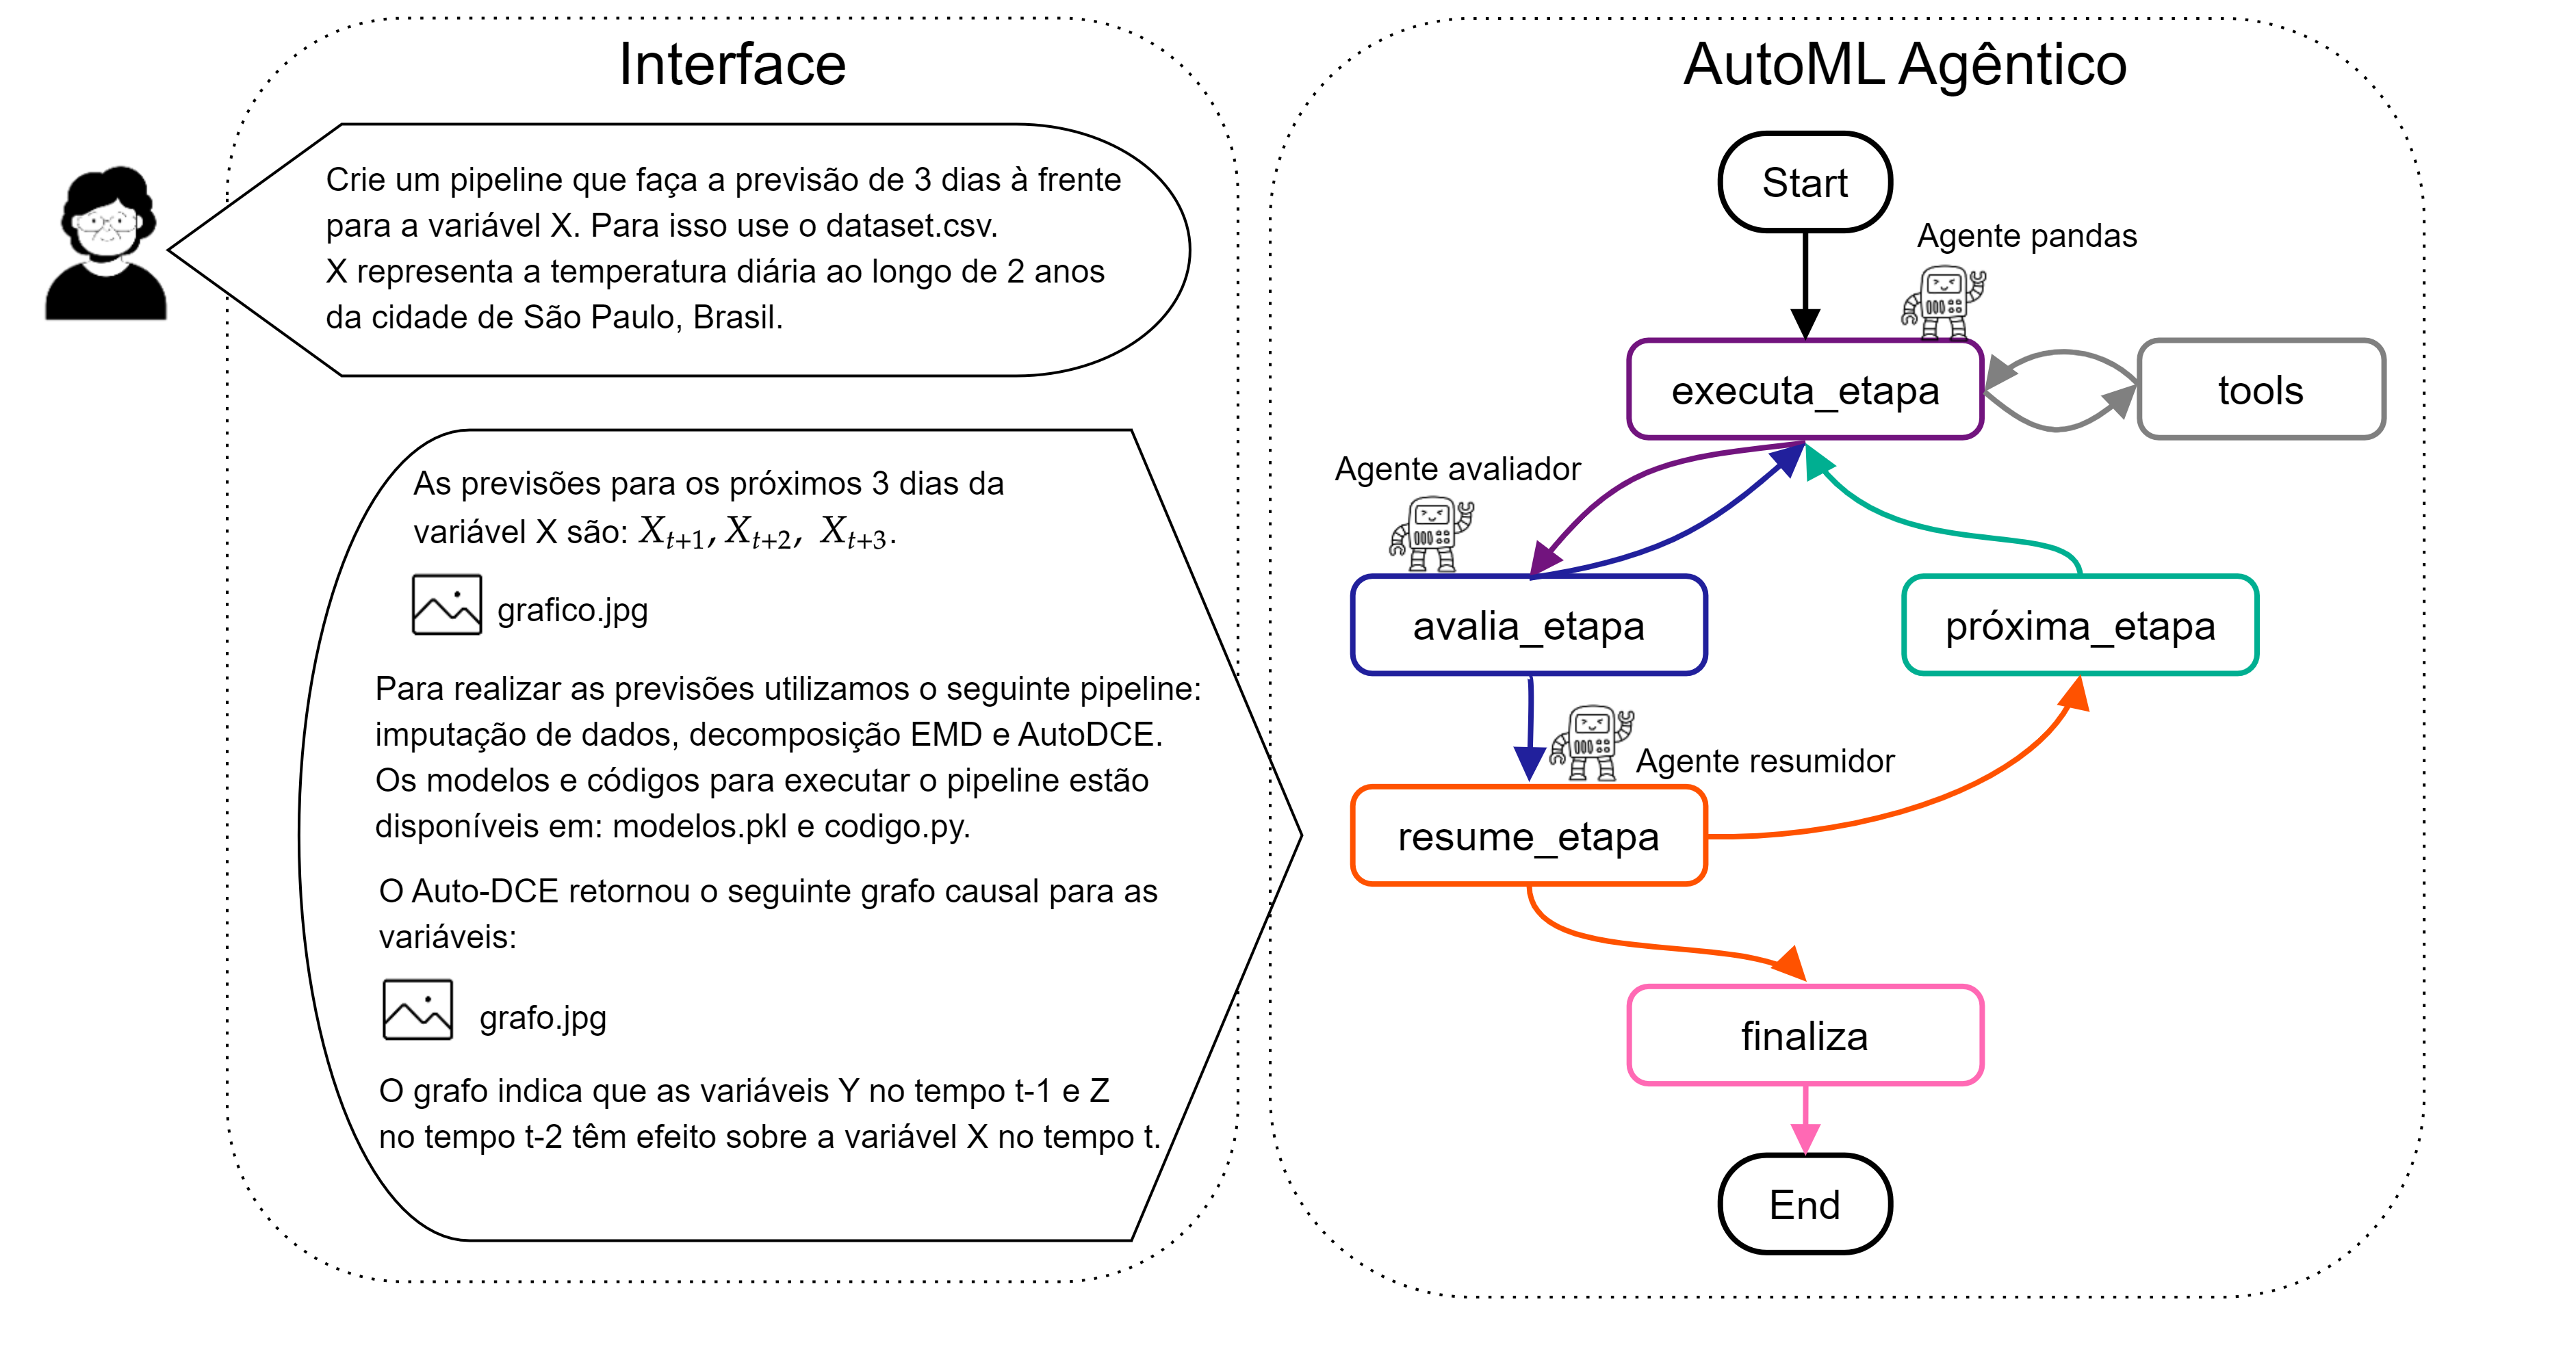 Interface
Crie um pipeline que faça a previsão de 3 dias à frente
para a variável X. Para isso use o dataset.csv.
X representa a temperatura diária ao longo de 2 anos
da cidade de São Paulo, Brasil.
As previsões para os próximos 3 dias da
variável X são: X_{t+1}, X_{t+2}, X_{t+3}.
grafico.jpg
Para realizar as previsões utilizamos o seguinte pipeline:
imputação de dados, decomposição EMD e AutoDCE.
Os modelos e códigos para executar o pipeline estão
disponíveis em: modelos.pkl e codigo.py.
O Auto-DCE retornou o seguinte grafo causal para as
variáveis:
grafo.jpg
O grafo indica que as variáveis Y no tempo t-1 e Z
no tempo t-2 têm efeito sobre a variável X no tempo t.
AutoML Agêntico
Start
Agente pandas
executa_etapa
tools
Agente avaliador
avalia_etapa
próxima_etapa
Agente resumidor
resume_etapa
finaliza
End